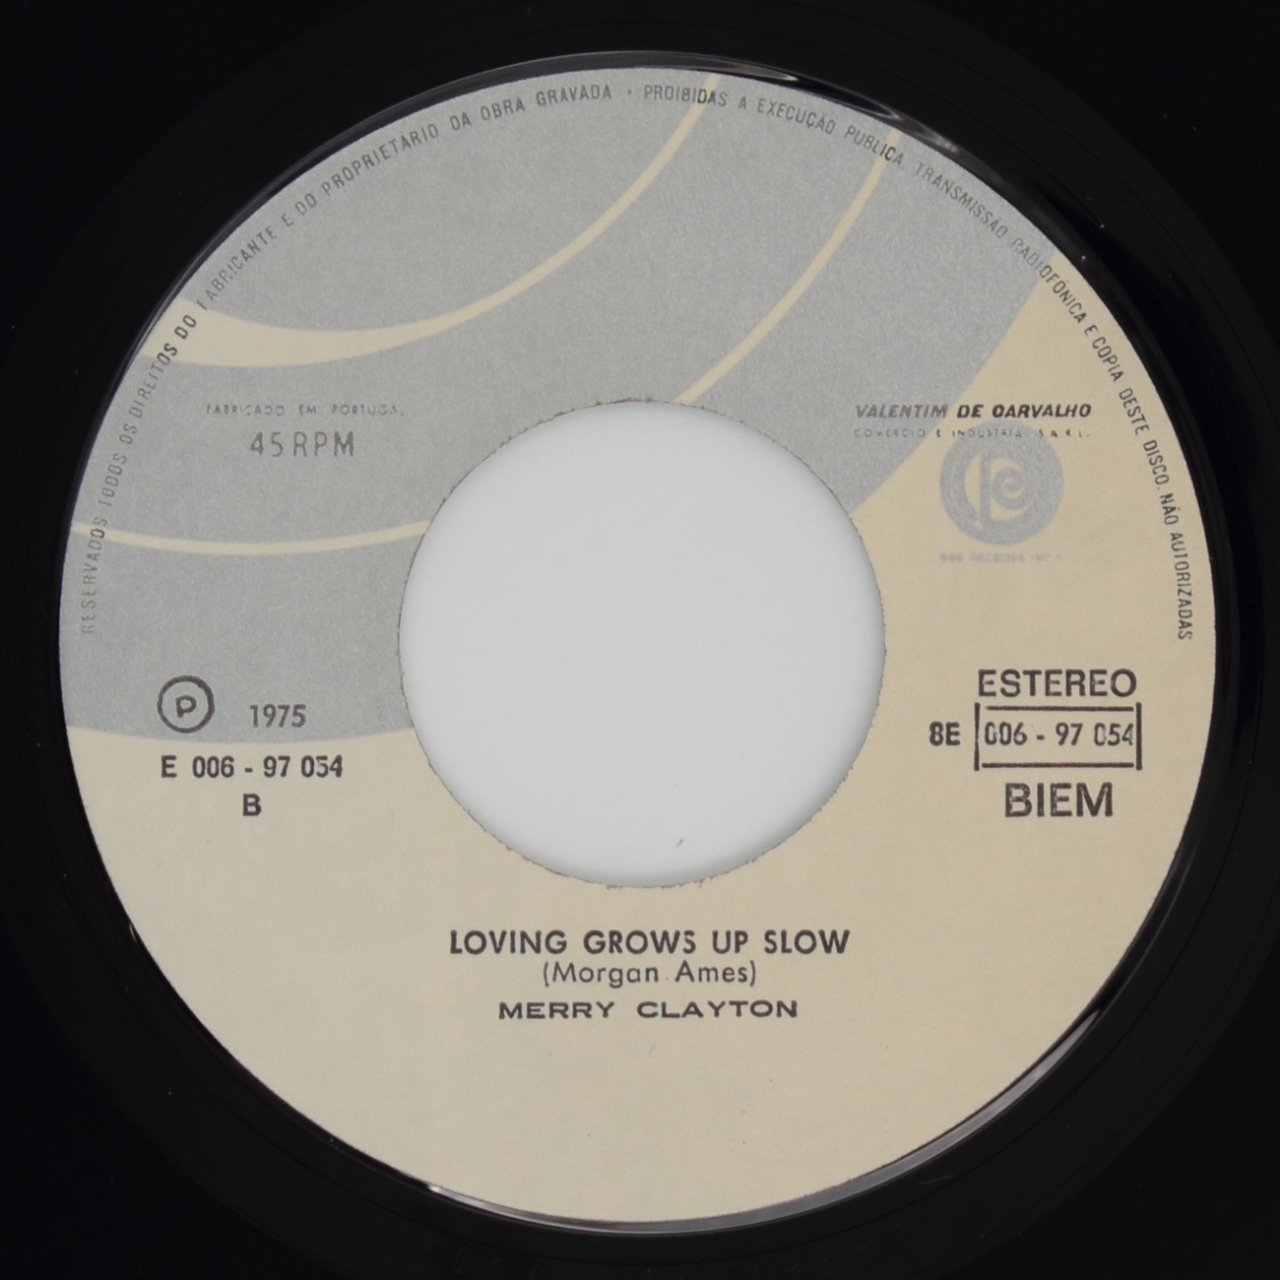 RESERVADOS TODOS OS DIREITOS DO FABRICANTE E DO PROPRIETARIO DA OBRA GRAVADA • PROIBIDAS A EXECUÇÃO PUBLICA, TRANSMISSÃO RADIOFONICA E COPIA DESTE DISCO, NÃO AUTORIZADAS
FABRICADO EM PORTUGAL
45 RPM
VALENTIM DE CARVALHO
COMERCIO E INDUSTRIA, S.A.R.L.
P 1975
E 006 - 97 054
B
ESTEREO
8E 006 - 97 054
BIEM
LOVING GROWS UP SLOW
(Morgan Ames)
MERRY CLAYTON